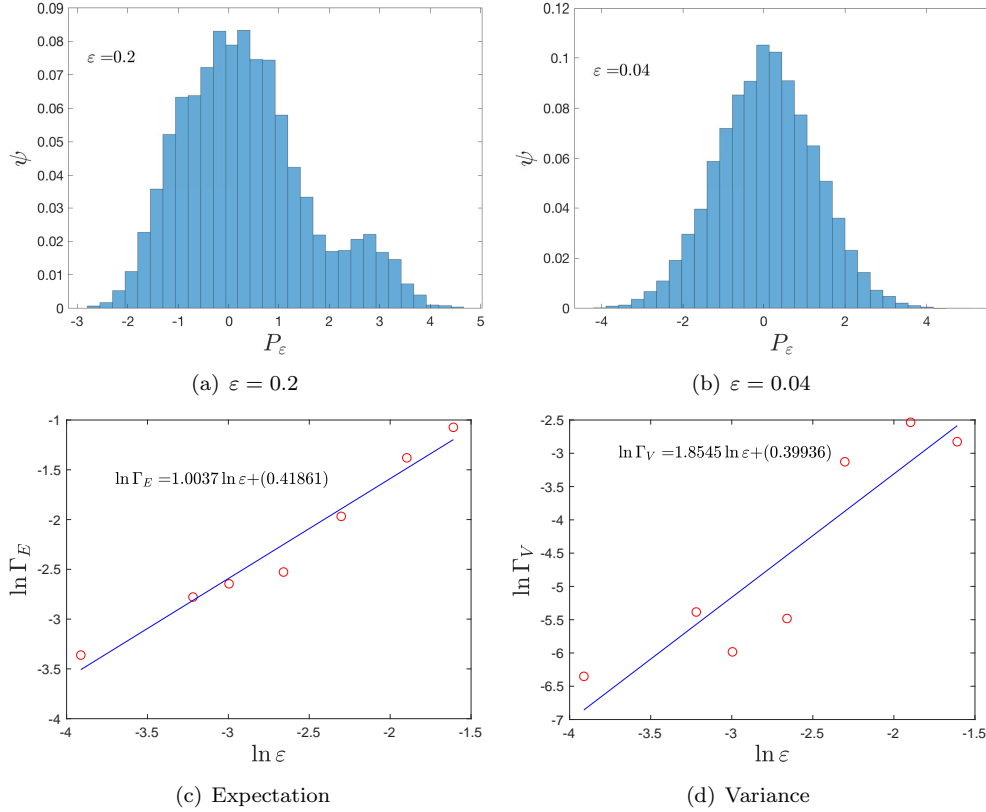 0.09
0.08
0.07
0.06
0.05
0.04
0.03
0.02
0.01
0
ε =0.2
ψ
-3 -2 -1 0 1 2 3 4 5
P_ε
(a) ε = 0.2
0.12
0.1
0.08
0.06
0.04
0.02
0
ε =0.04
ψ
-4 -2 0 2 4
P_ε
(b) ε = 0.04
-1
-1.5
-2
-2.5
-3
-3.5
-4
ln Γ_E =1.0037 ln ε+(0.41861)
ln Γ_E
-4 -3.5 -3 -2.5 -2 -1.5
ln ε
(c) Expectation
-2.5
-3
-3.5
-4
-4.5
-5
-5.5
-6
-6.5
-7
ln Γ_V =1.8545 ln ε+(0.39936)
ln Γ_V
-4 -3.5 -3 -2.5 -2 -1.5
ln ε
(d) Variance